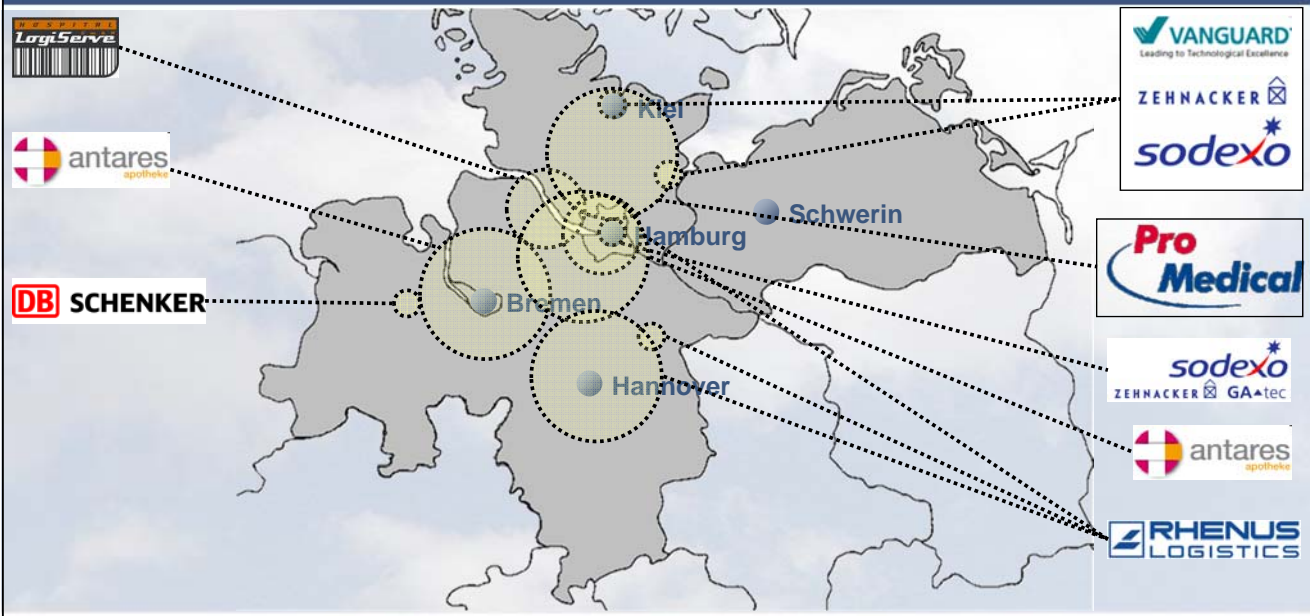 HOSPITAL
LogiServe
antares
apotheke
DB SCHENKER
Kiel
Schwerin
Hamburg
Bremen
Hannover
VANGUARD
Leading to Technological Excellence
ZEHNACKER
sodexo
Pro
Medical
sodexo
ZEHNACKER GA tec
antares
apotheke
RHENUS
LOGISTICS